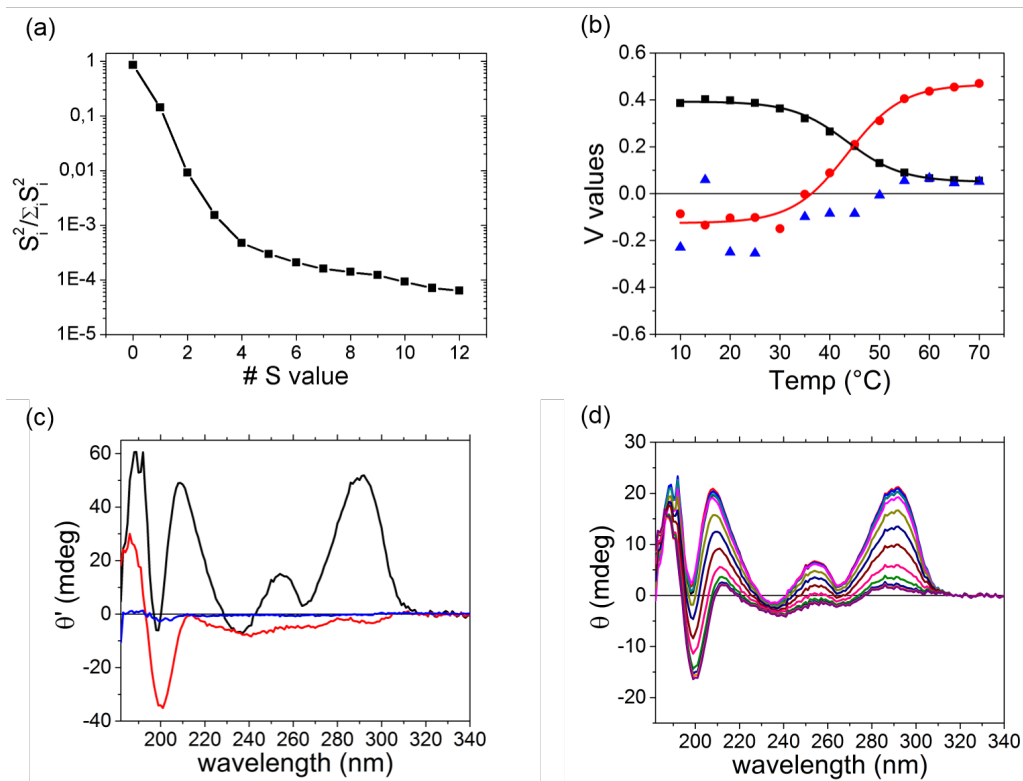 (a)
1
0,1
0,01
1E-3
1E-4
1E-5
0 2 4 6 8 10 12
# S value
S_i^2/Σ_iS_i^2
(b)
0.6
0.4
0.2
0.0
-0.2
-0.4
-0.6
10 20 30 40 50 60 70
Temp (°C)
V values
(c)
60
40
20
0
-20
-40
200 220 240 260 280 300 320 340
wavelength (nm)
θ' (mdeg)
(d)
30
20
10
0
-10
-20
200 220 240 260 280 300 320 340
wavelength (nm)
θ (mdeg)